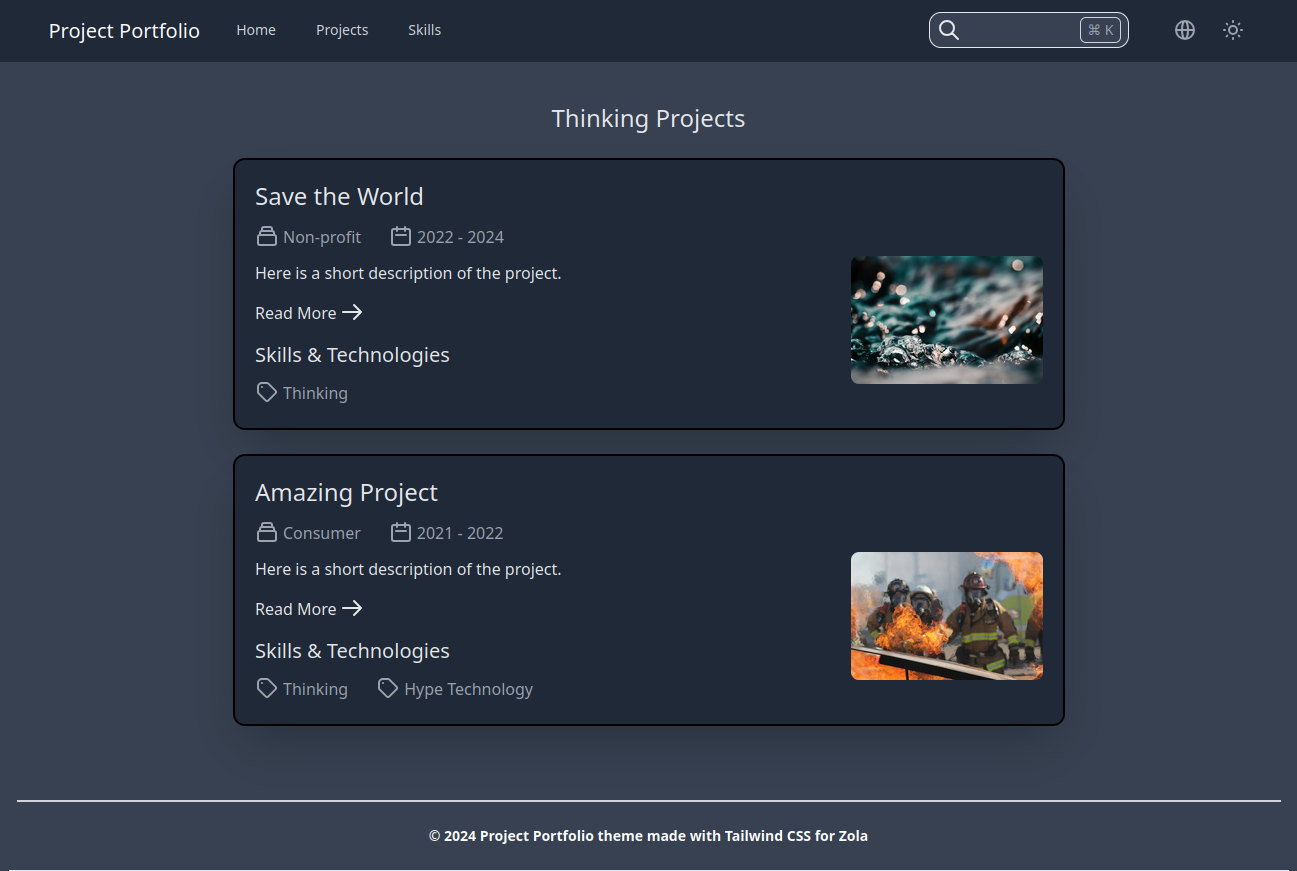 Project Portfolio Home Projects Skills ⌘ K
Thinking Projects
Save the World
Non-profit 2022 - 2024
Here is a short description of the project.
Read More
Skills & Technologies
Thinking
Amazing Project
Consumer 2021 - 2022
Here is a short description of the project.
Read More
Skills & Technologies
Thinking Hype Technology
© 2024 Project Portfolio theme made with Tailwind CSS for Zola